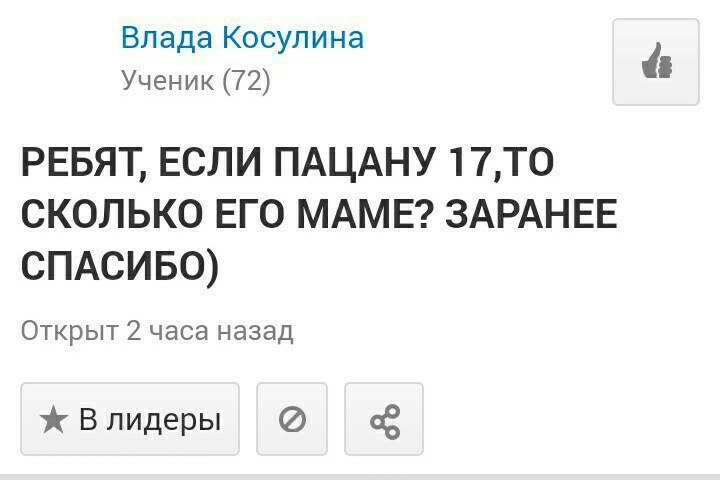 Влада Косулина
Ученик (72)
РЕБЯТ, ЕСЛИ ПАЦАНУ 17,ТО
СКОЛЬКО ЕГО МАМЕ? ЗАРАНЕЕ
СПАСИБО)
Открыт 2 часа назад
В лидеры